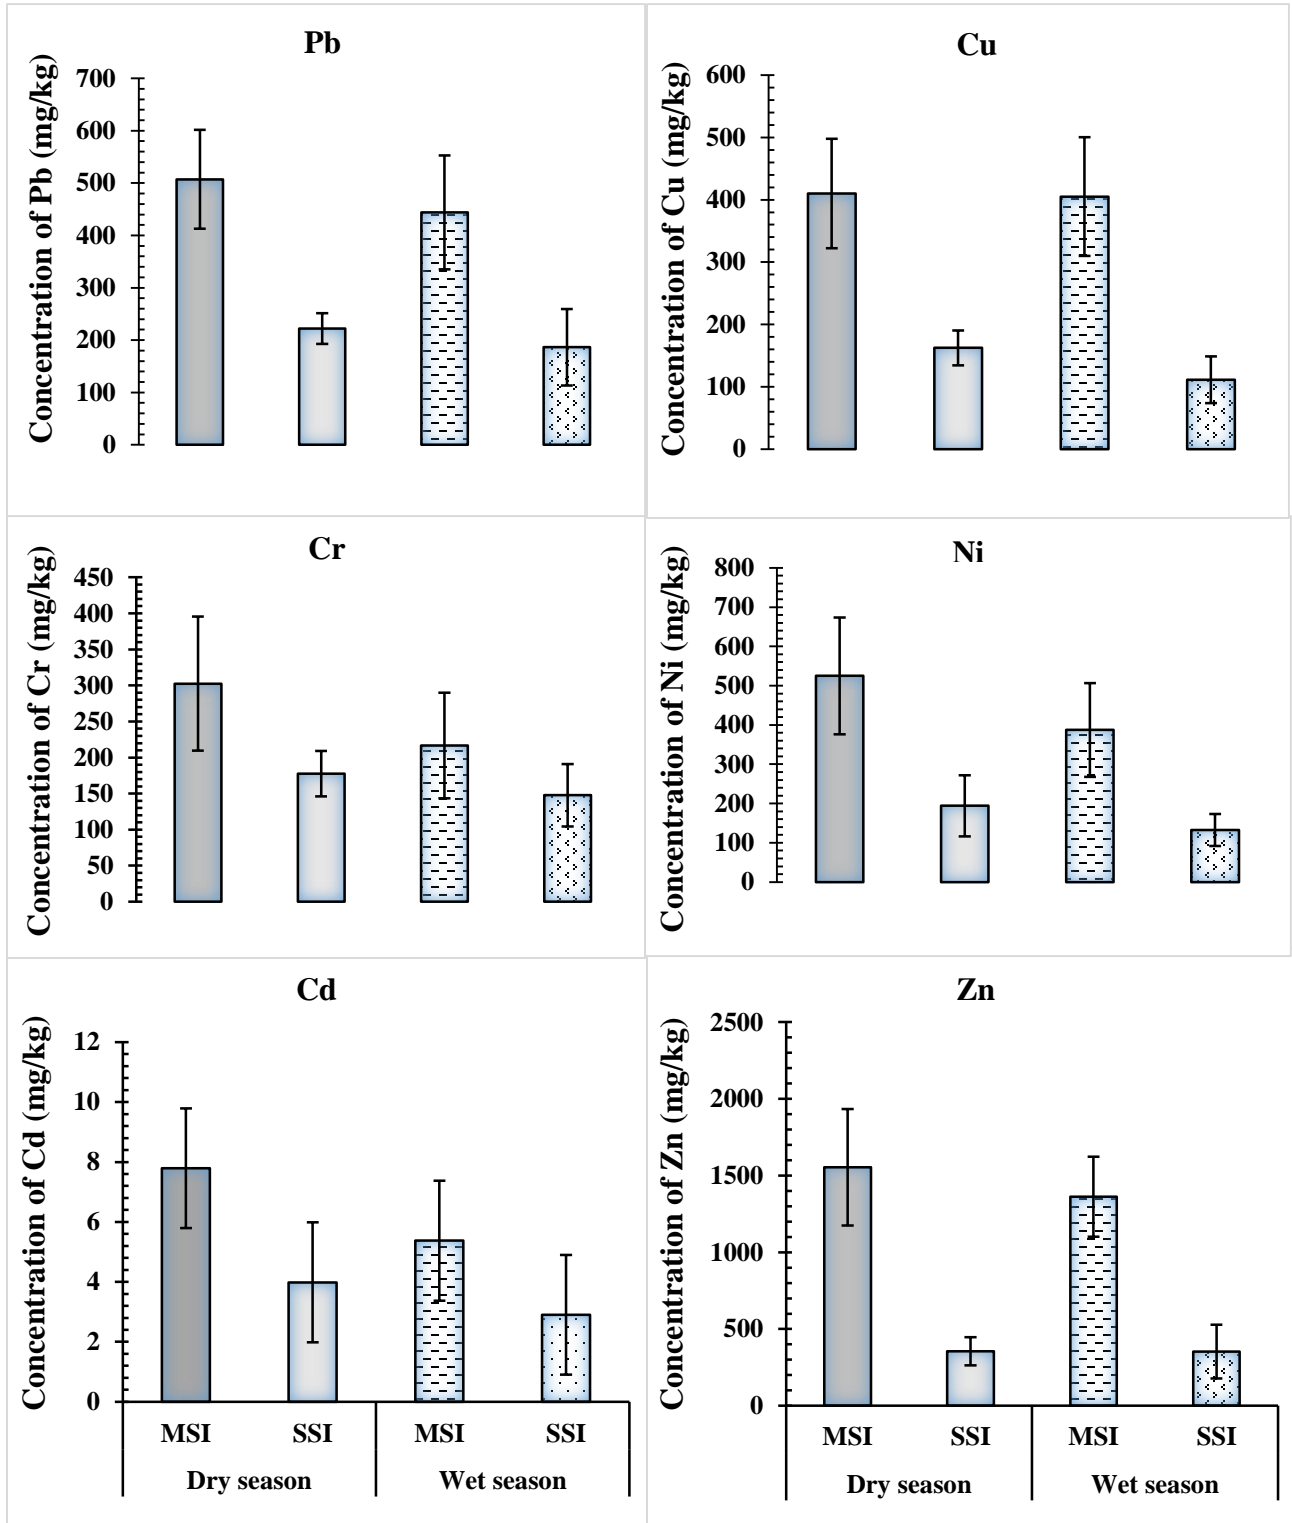 Pb
Concentration of Pb (mg/kg)
700
600
500
400
300
200
100
0
Cu
Concentration of Cu (mg/kg)
600
500
400
300
200
100
0
Cr
Concentration of Cr (mg/kg)
450
400
350
300
250
200
150
100
50
0
Ni
Concentration of Ni (mg/kg)
800
700
600
500
400
300
200
100
0
Cd
Concentration of Cd (mg/kg)
12
10
8
6
4
2
0
MSI SSI MSI SSI
Dry season Wet season
Zn
Concentration of Zn (mg/kg)
2500
2000
1500
1000
500
0
MSI SSI MSI SSI
Dry season Wet season